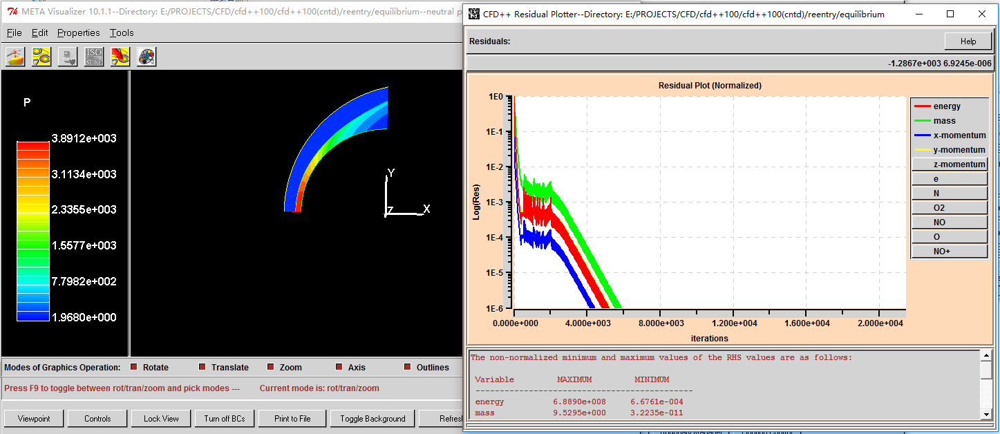 META Visualizer 10.1.1--Directory: E:/PROJECTS/CFD/cfd++100/cfd++100(cntd)/reentry/equilibrium--neutral p
File Edit Properties Tools
P
3.8912e+003
3.1134e+003
2.3355e+003
1.5577e+003
7.7982e+002
1.9680e+000
Y
Z
X
Modes of Graphics Operation: Rotate Translate Zoom Axis Outlines
Press F9 to toggle between rot/tran/zoom and pick modes --- Current mode is: rot/tran/zoom
Viewpoint Controls Lock View Turn off BCs Print to File Toggle Background Refresh
CFD++ Residual Plotter--Directory: E:/PROJECTS/CFD/cfd++100/cfd++100(cntd)/reentry/equilibrium
Residuals: Help
-1.2867e+003 6.9245e-006
Residual Plot (Normalized)
Log(Res)
1E0
1E-1
1E-2
1E-3
1E-4
1E-5
1E-6
0.000e+000 4.000e+003 8.000e+003 1.200e+004 1.600e+004 2.000e+004
iterations
energy
mass
x-momentum
y-momentum
z-momentum
e
N
O2
NO
O
NO+
The non-normalized minimum and maximum values of the RHS values are as follows:
Variable MAXIMUM MINIMUM
--------------------------------------------
energy 6.8890e+008 6.6761e-004
mass 9.5295e+000 3.2235e-011